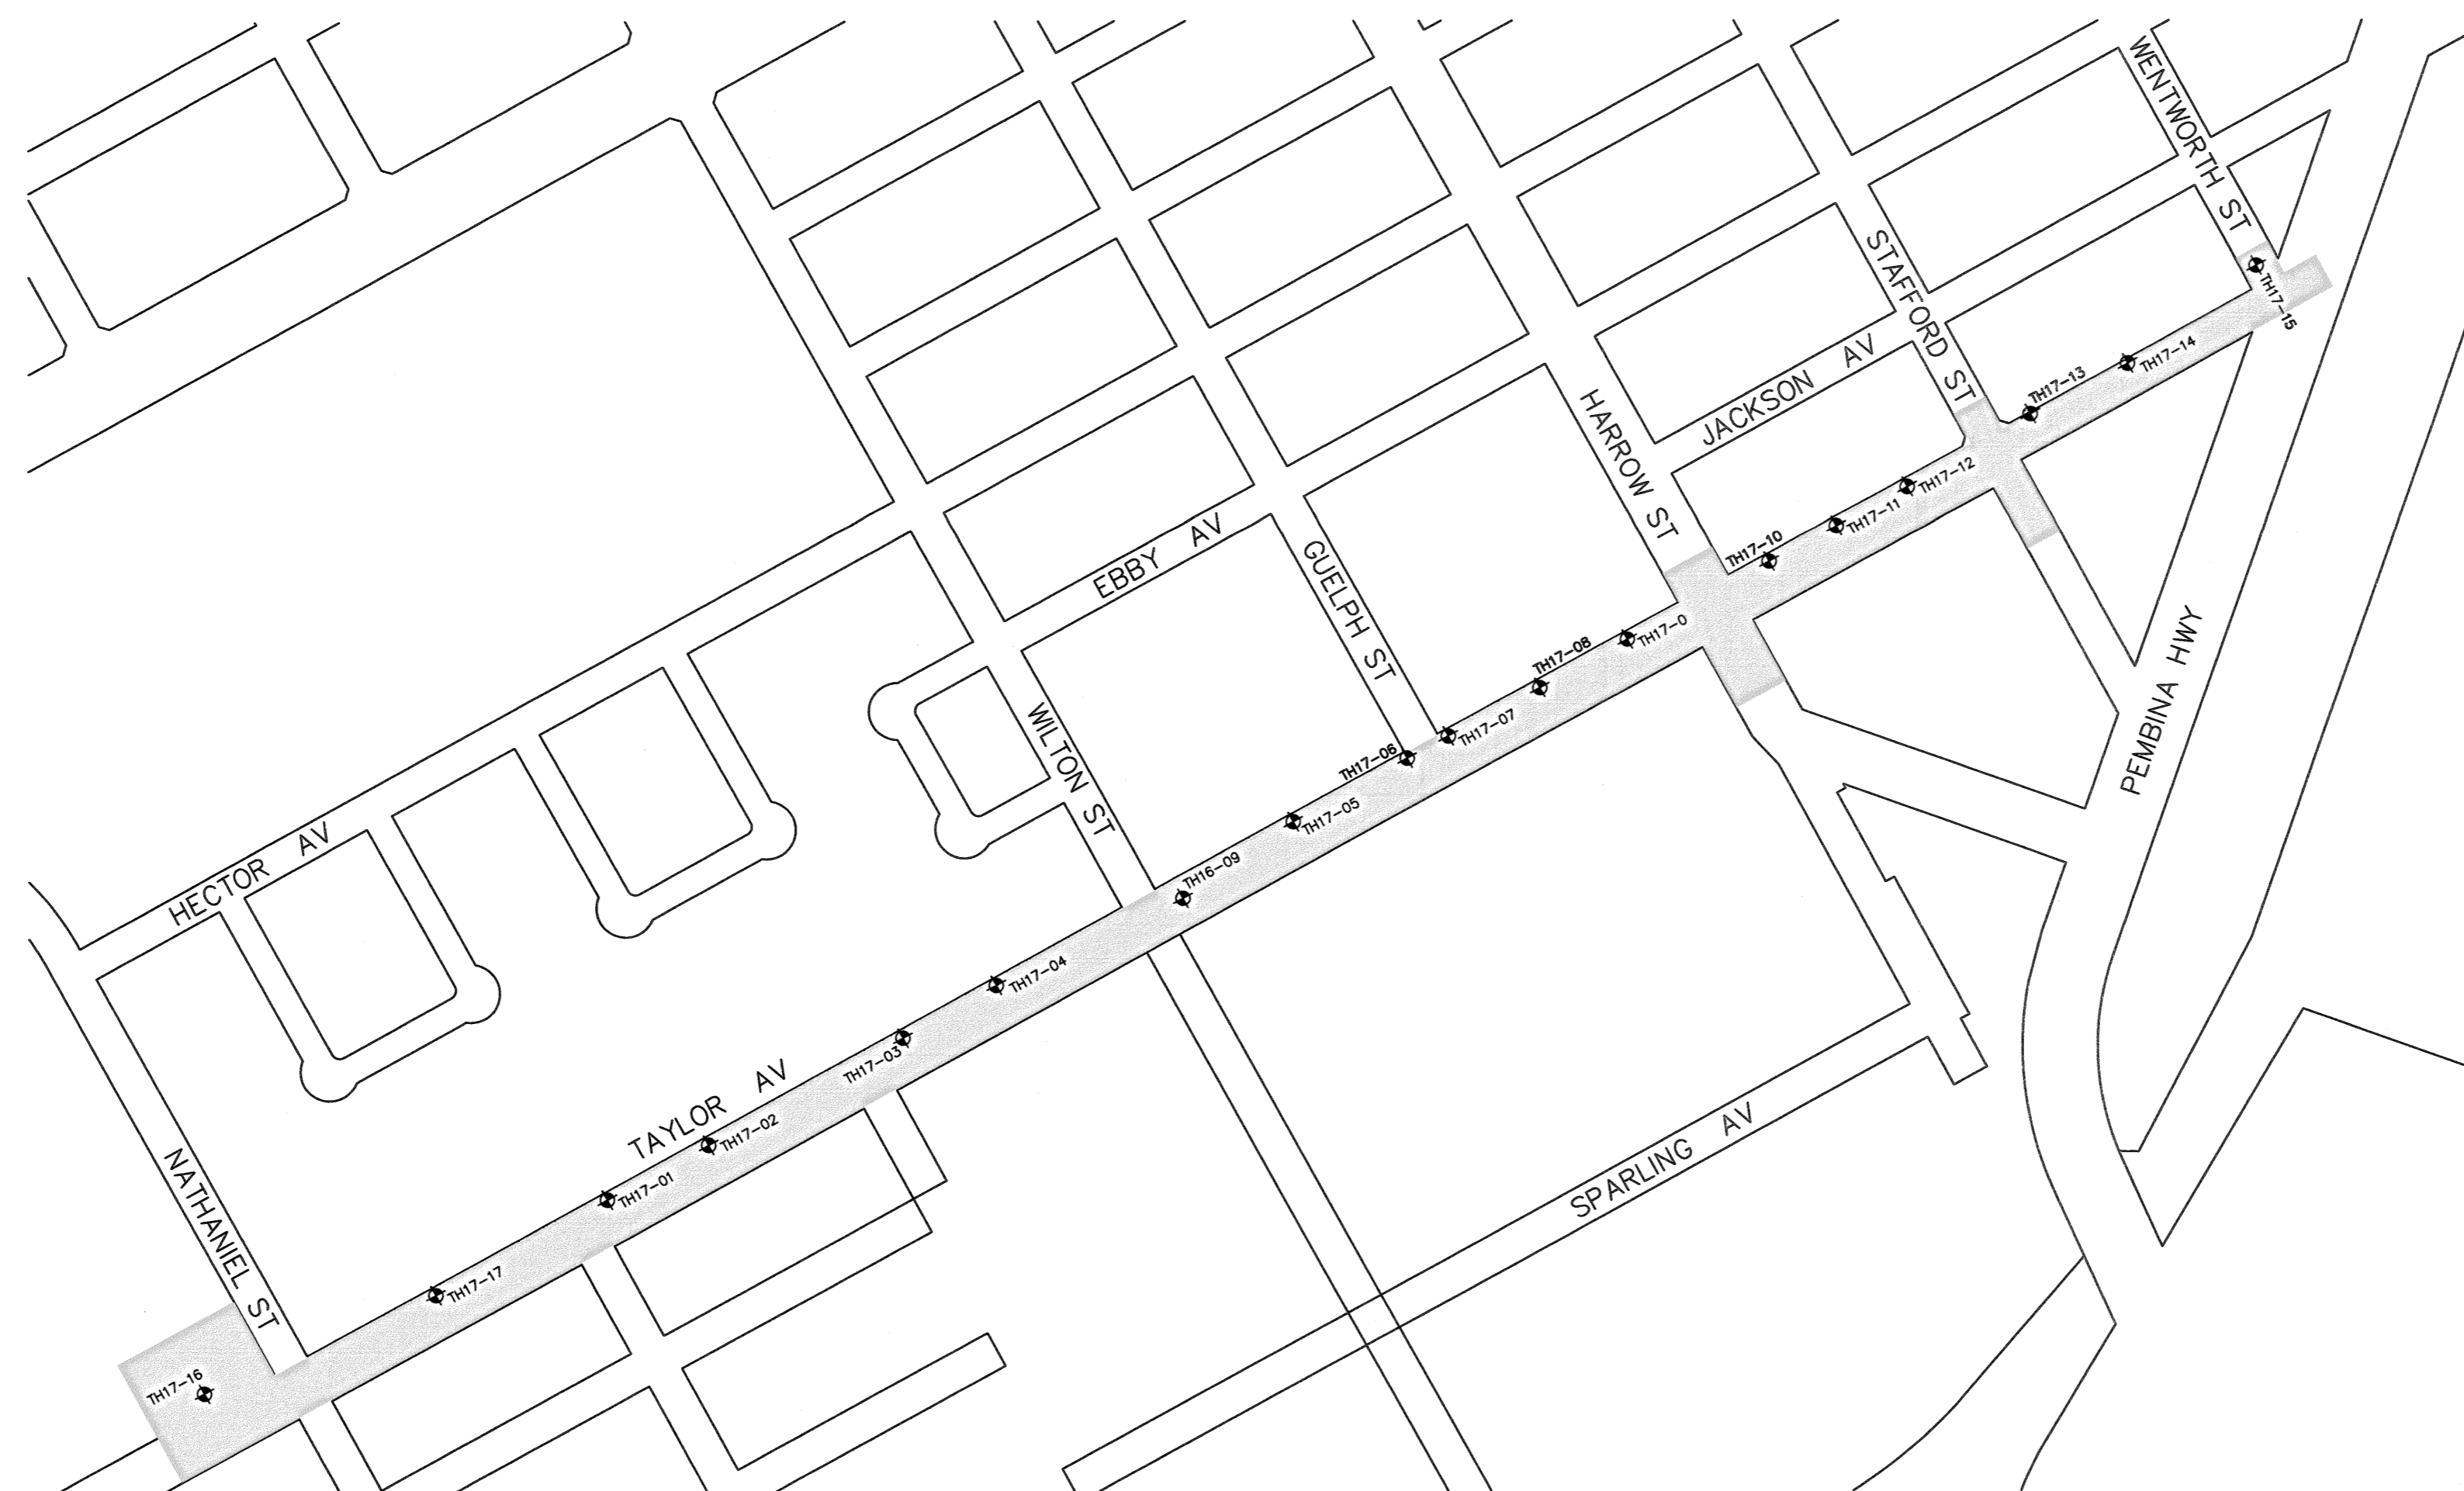 WENTWORTH ST
STAFFORD ST
TH17-15
TH17-14
TH17-13
JACKSON AV
HARROW ST
TH17-12
TH17-11
TH17-10
EBBY AV
GUELPH ST
TH17-0
TH17-08
TH17-07
TH17-06
PEMBINA HWY
WILTON ST
TH17-05
TH16-09
HECTOR AV
TH17-04
TH17-03
TAYLOR AV
TH17-02
SPARLING AV
TH17-01
NATHANIEL ST
TH17-17
TH17-16